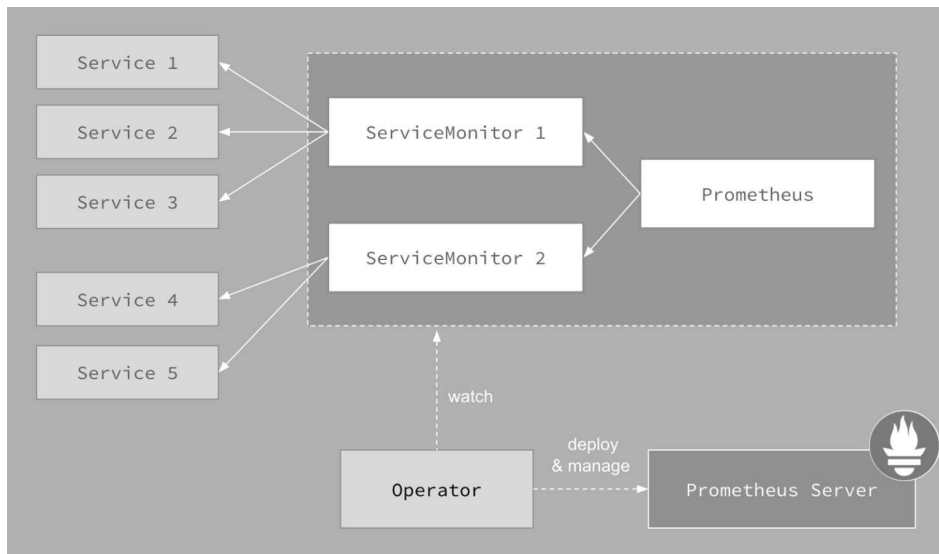 Service 1
Service 2
Service 3
Service 4
Service 5
ServiceMonitor 1
ServiceMonitor 2
Prometheus
watch
deploy
& manage
Operator
Prometheus Server